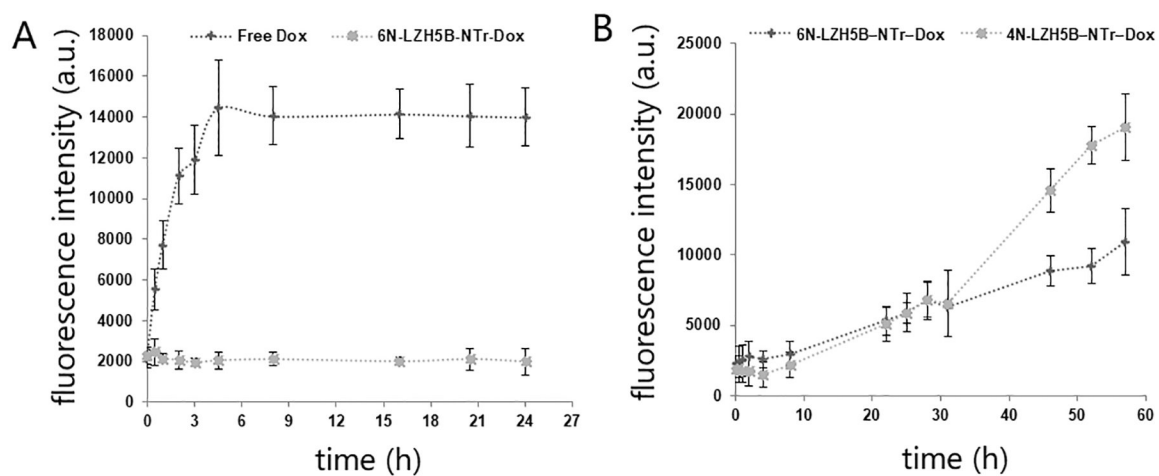 A
Free Dox
6N-LZH5B-NTr-Dox
fluorescence intensity (a.u.)
16000
14000
12000
10000
8000
6000
4000
2000
0
0 3 6 9 12 15 18 21 24 27
time (h)
B
6N-LZH5B–NTr–Dox
4N-LZH5B–NTr–Dox
fluorescence intensity (a.u.)
25000
20000
15000
10000
5000
0
0 10 20 30 40 50 60
time (h)